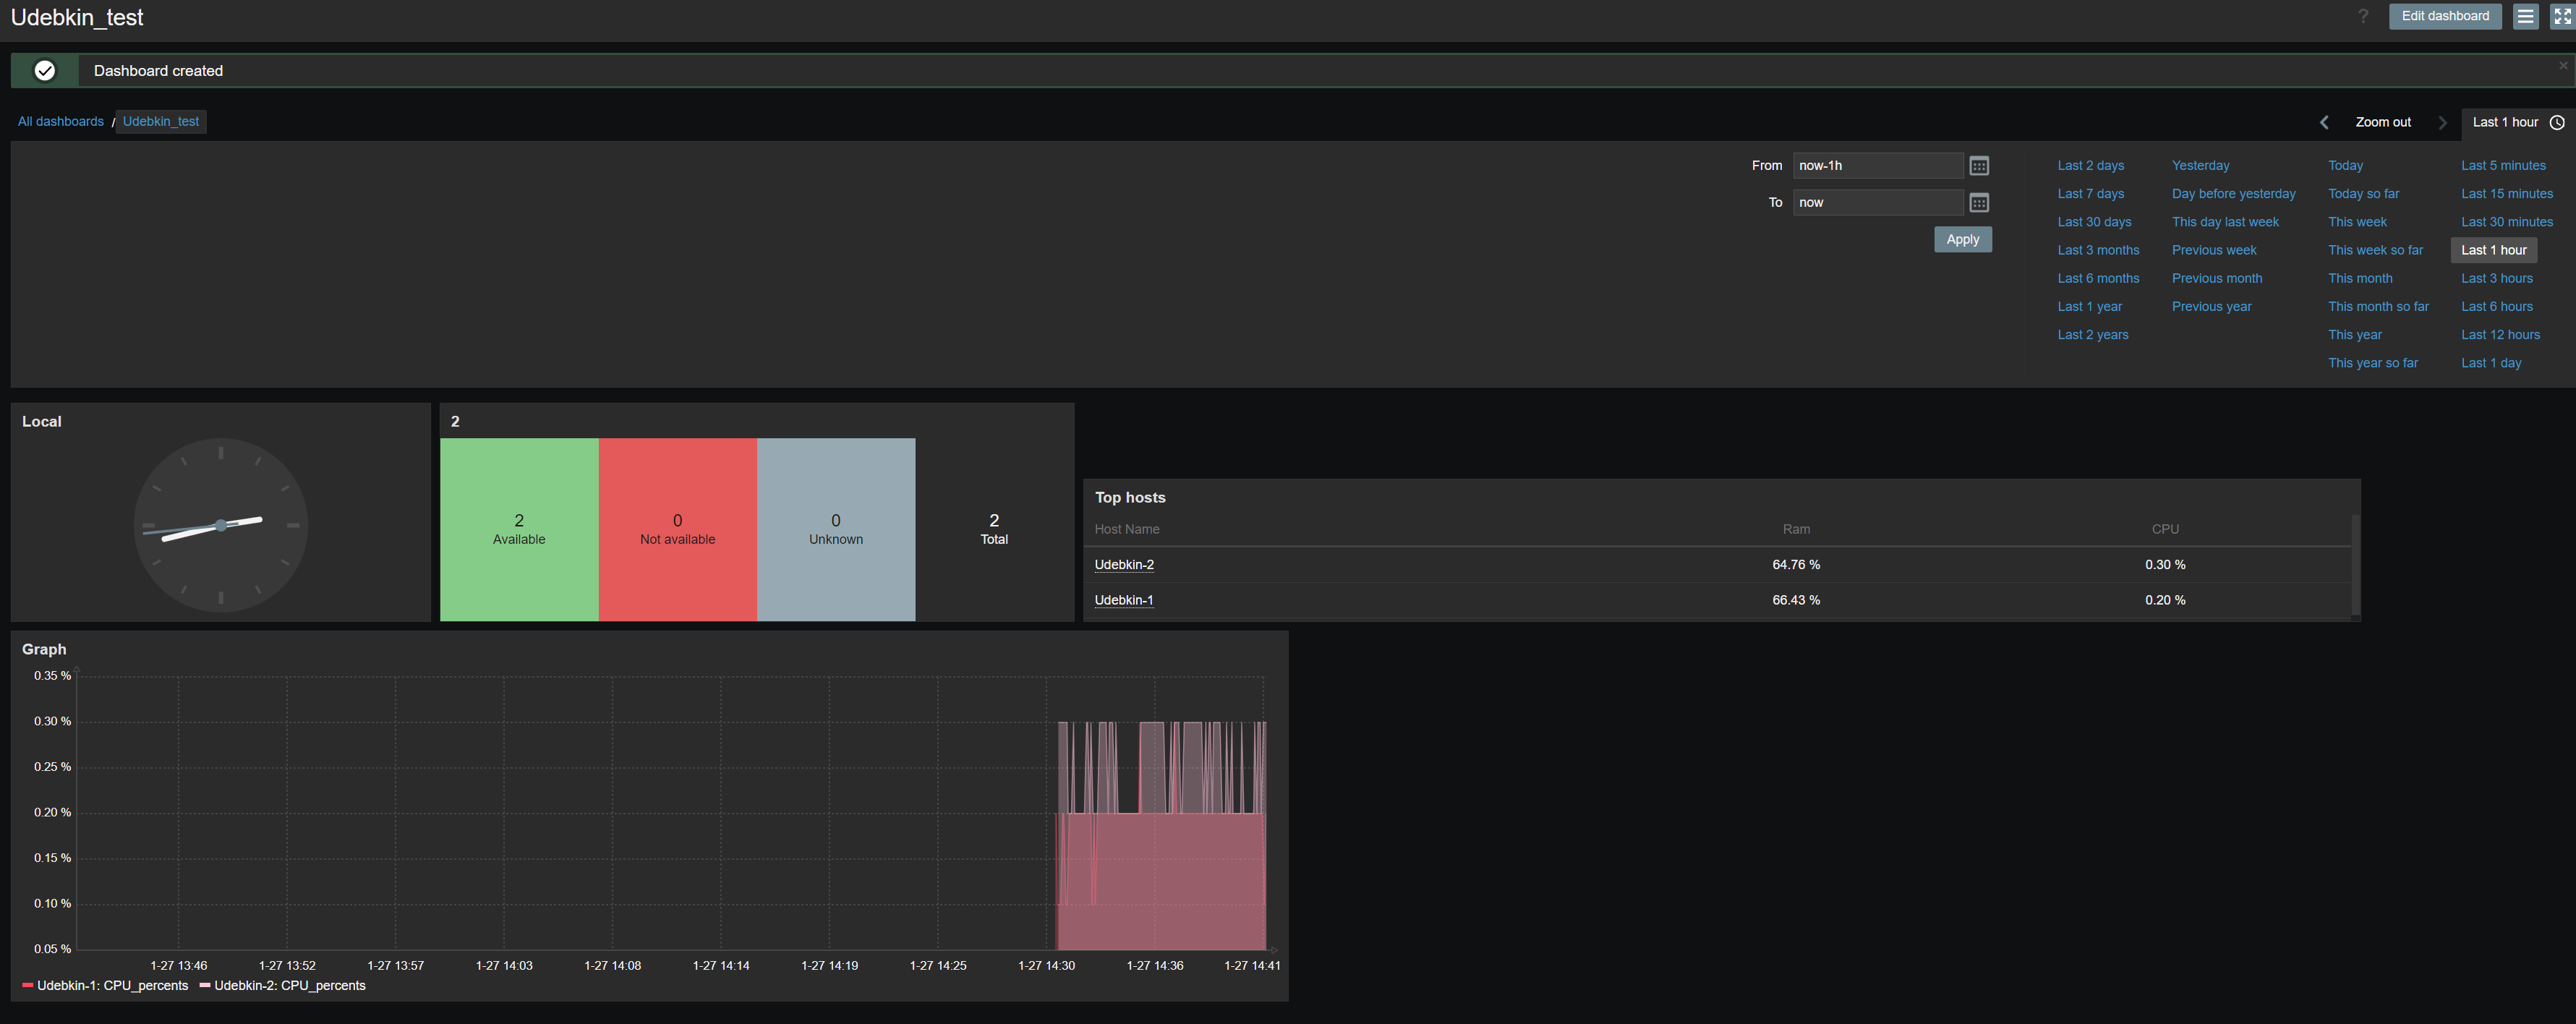 Udebkin_test
? Edit dashboard
Dashboard created
All dashboards / Udebkin_test
Zoom out
Last 1 hour
From now-1h
To now
Apply
Last 2 days Yesterday Today Last 5 minutes
Last 7 days Day before yesterday Today so far Last 15 minutes
Last 30 days This day last week This week Last 30 minutes
Last 3 months Previous week This week so far Last 1 hour
Last 6 months Previous month This month Last 3 hours
Last 1 year Previous year This month so far Last 6 hours
Last 2 years This year Last 12 hours
This year so far Last 1 day
Local
2
2 0 0 2
Available Not available Unknown Total
Top hosts
Host Name Ram CPU
Udebkin-2 64.76 % 0.30 %
Udebkin-1 66.43 % 0.20 %
Graph
0.35 %
0.30 %
0.25 %
0.20 %
0.15 %
0.10 %
0.05 %
1-27 13:46 1-27 13:52 1-27 13:57 1-27 14:03 1-27 14:08 1-27 14:14 1-27 14:19 1-27 14:25 1-27 14:30 1-27 14:36 1-27 14:41
Udebkin-1: CPU_percents Udebkin-2: CPU_percents